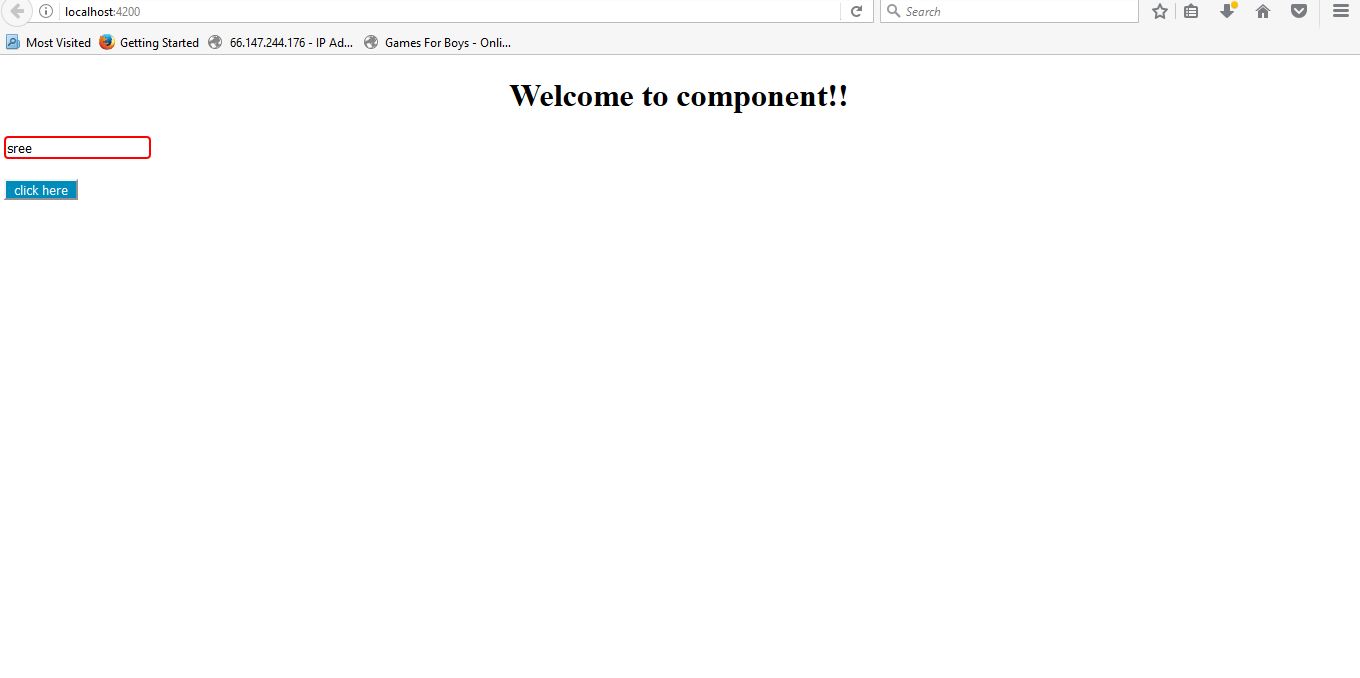 localhost:4200 Search
Most Visited Getting Started 66.147.244.176 - IP Ad... Games For Boys - Onli...
Welcome to component!!
sree
click here